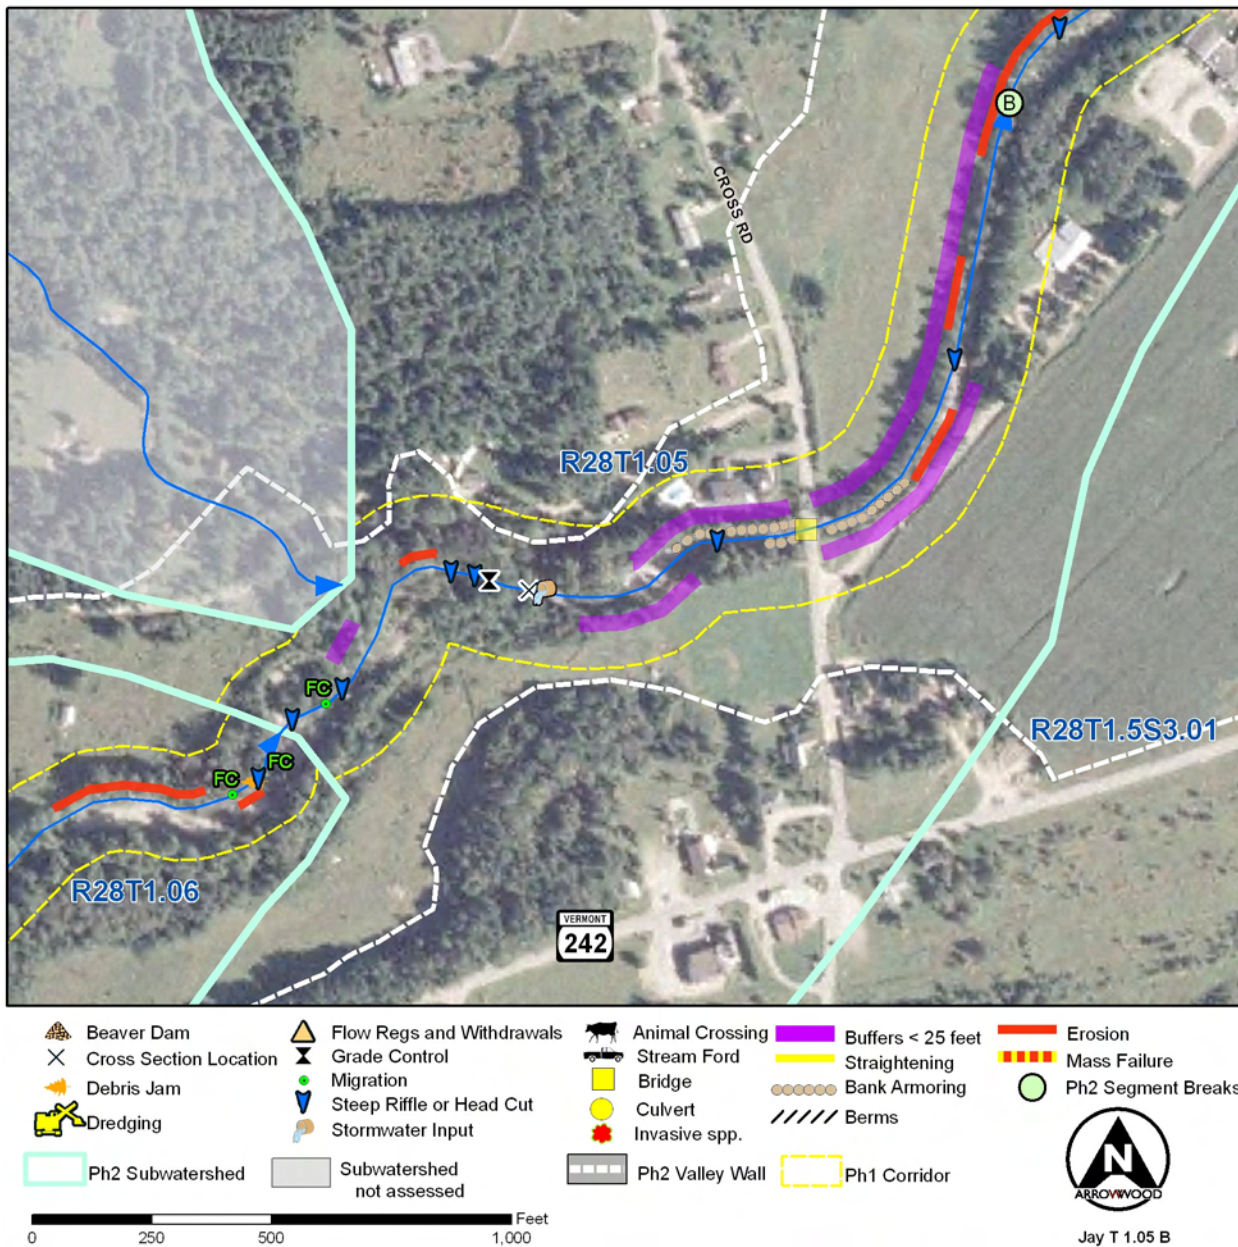 B
CROSS RD
R28T1.05
FC
FC
FC
R28T1.5S3.01
R28T1.06
VERMONT
242
Beaver Dam
Flow Regs and Withdrawals
Animal Crossing
Buffers < 25 feet
Erosion
Cross Section Location
Grade Control
Stream Ford
Straightening
Mass Failure
Debris Jam
Migration
Bridge
Bank Armoring
Ph2 Segment Breaks
Dredging
Steep Riffle or Head Cut
Culvert
Berms
Stormwater Input
Invasive spp.
Ph2 Subwatershed
Subwatershed
not assessed
Ph2 Valley Wall
Ph1 Corridor
N
ARROWWOOD
Feet
0 250 500 1,000
Jay T 1.05 B